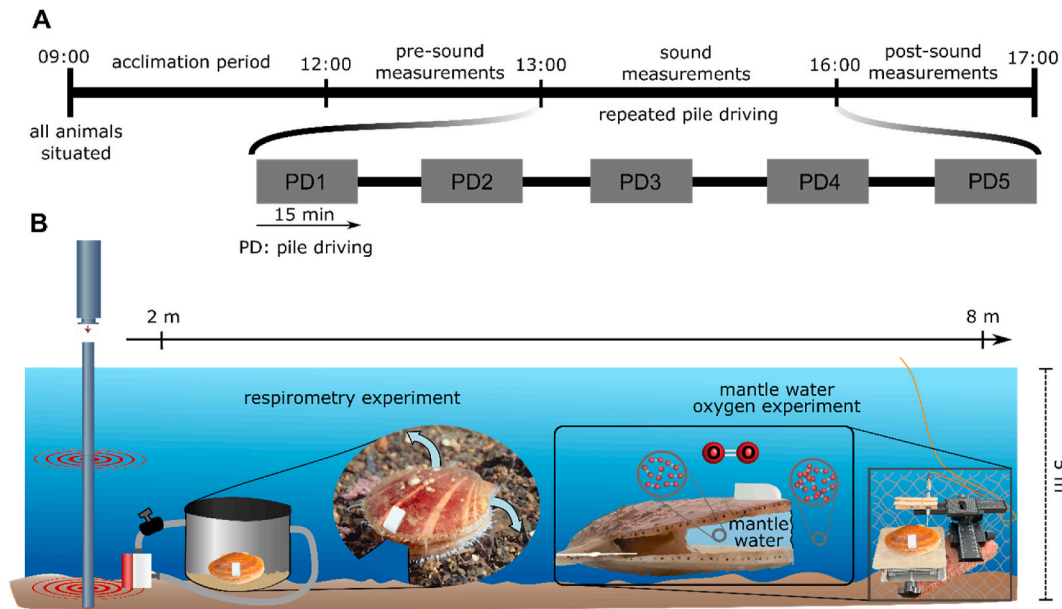 A
09:00
acclimation period
12:00
pre-sound
measurements
13:00
sound
measurements
16:00
post-sound
measurements
17:00
all animals
situated
repeated pile driving
PD1
PD2
PD3
PD4
PD5
15 min
PD: pile driving
B
2 m
8 m
respirometry experiment
mantle water
oxygen experiment
mantle
water